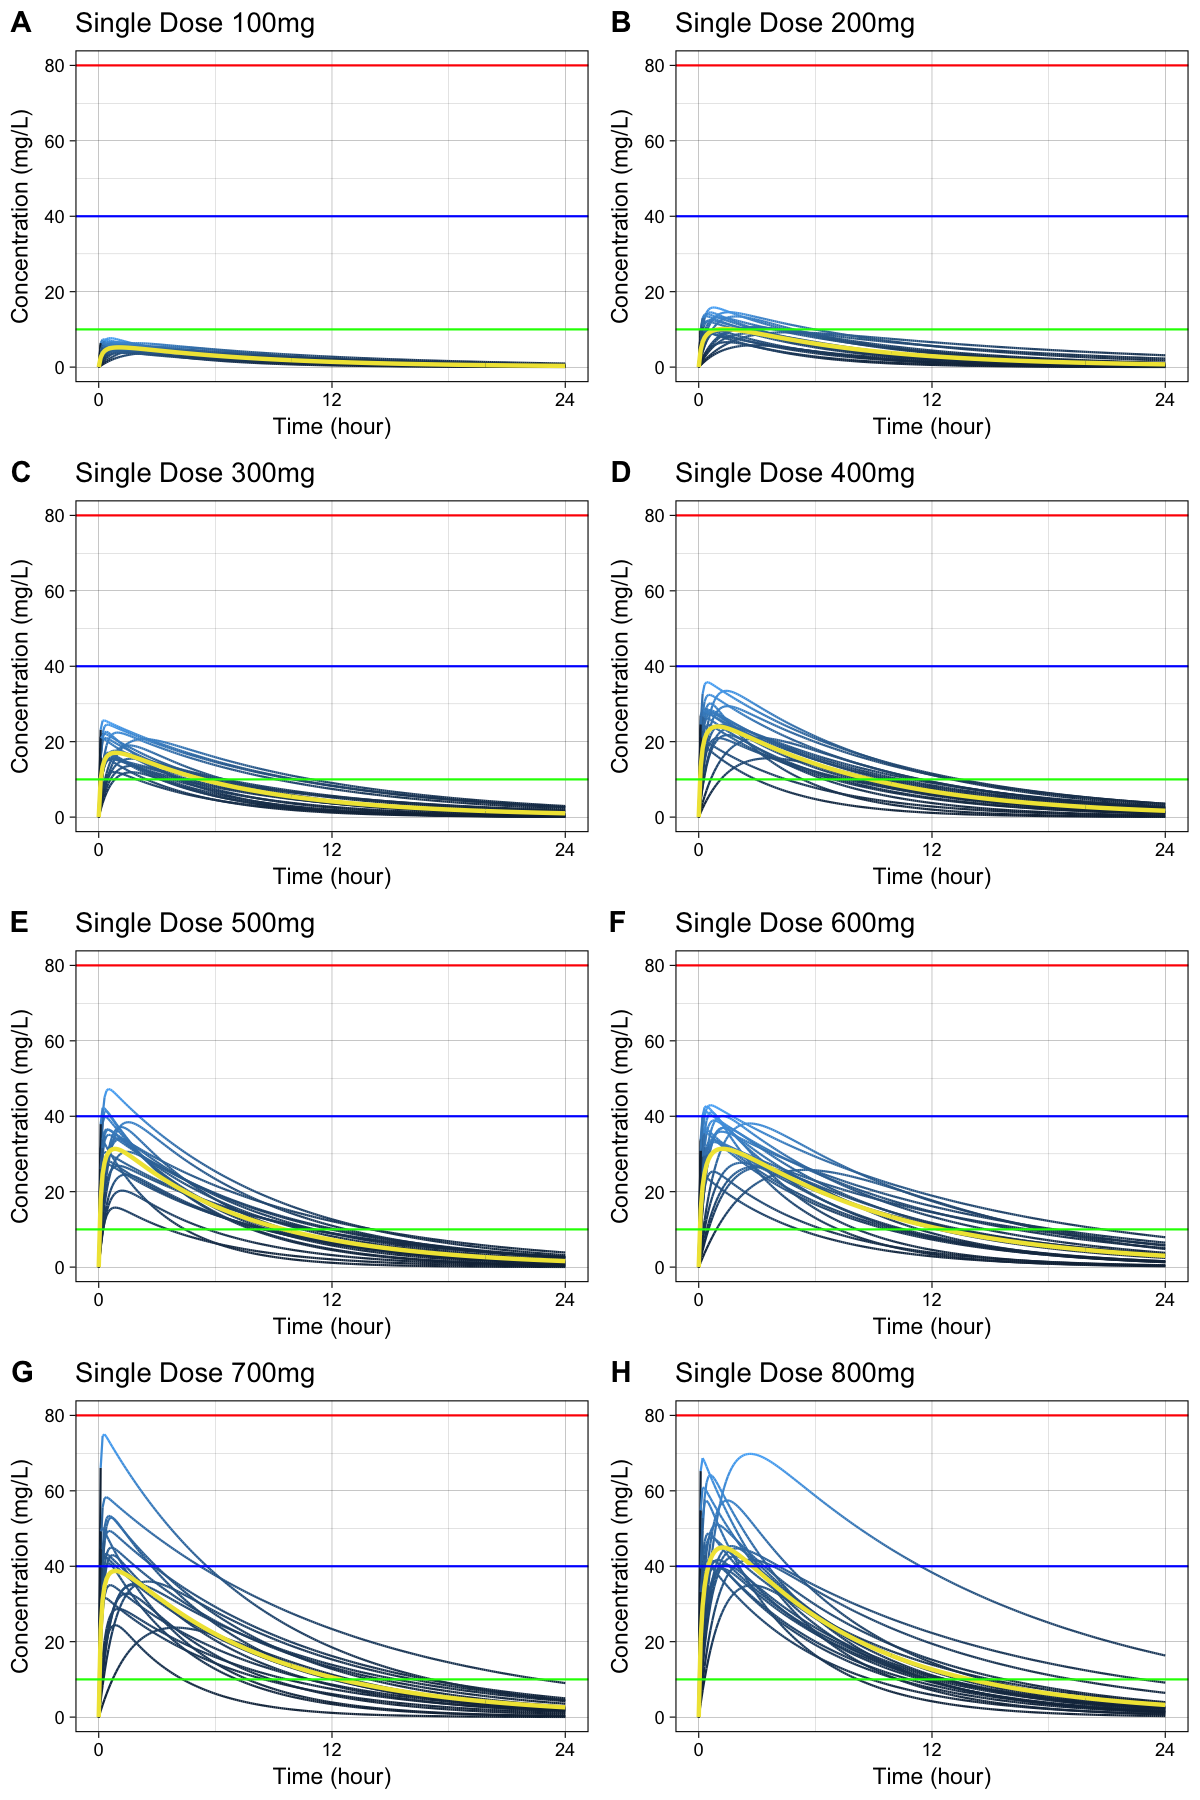 A Single Dose 100mg
Concentration (mg/L)
80
60
40
20
0
0 12 24
Time (hour)
B Single Dose 200mg
Concentration (mg/L)
80
60
40
20
0
0 12 24
Time (hour)
C Single Dose 300mg
Concentration (mg/L)
80
60
40
20
0
0 12 24
Time (hour)
D Single Dose 400mg
Concentration (mg/L)
80
60
40
20
0
0 12 24
Time (hour)
E Single Dose 500mg
Concentration (mg/L)
80
60
40
20
0
0 12 24
Time (hour)
F Single Dose 600mg
Concentration (mg/L)
80
60
40
20
0
0 12 24
Time (hour)
G Single Dose 700mg
Concentration (mg/L)
80
60
40
20
0
0 12 24
Time (hour)
H Single Dose 800mg
Concentration (mg/L)
80
60
40
20
0
0 12 24
Time (hour)